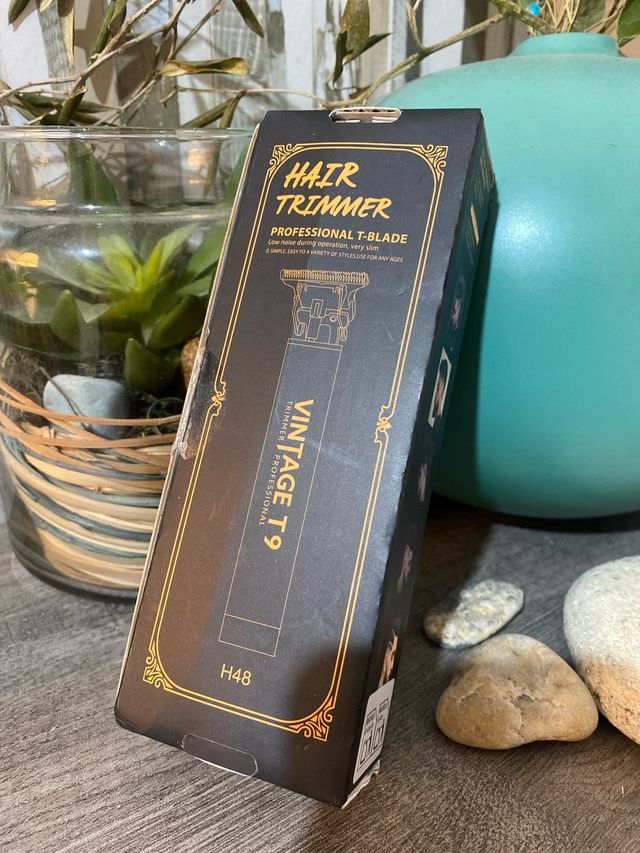 HAIR
TRIMMER
PROFESSIONAL T-BLADE
Low noise during operation, very slim
IS SIMPLE, EASY FO A VARIETY OF STYLES,USE FOR ANY AGES
VINTAGE T9
TRIMMER PROFESSIONAL
H48